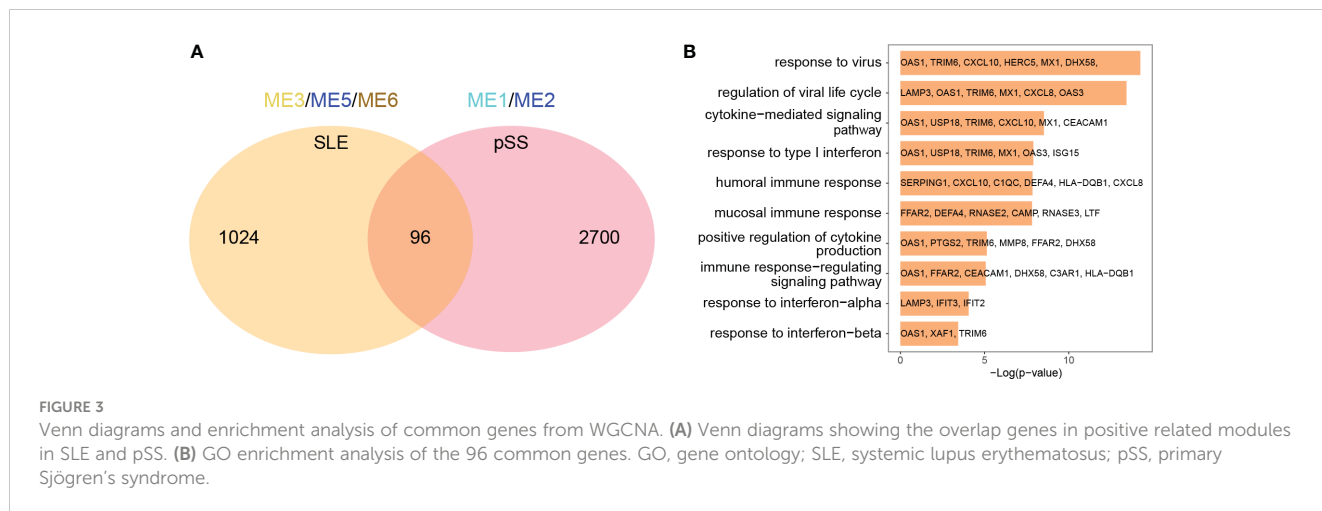 A
ME3/ME5/ME6
ME1/ME2
SLE
pSS
1024
96
2700
B
response to virus
OAS1, TRIM6, CXCL10, HERC5, MX1, DHX58,
regulation of viral life cycle
LAMP3, OAS1, TRIM6, MX1, CXCL8, OAS3
cytokine−mediated signaling
pathway
OAS1, USP18, TRIM6, CXCL10, MX1, CEACAM1
response to type I interferon
OAS1, USP18, TRIM6, MX1, OAS3, ISG15
humoral immune response
SERPING1, CXCL10, C1QC, DEFA4, HLA−DQB1, CXCL8
mucosal immune response
FFAR2, DEFA4, RNASE2, CAMP, RNASE3, LTF
positive regulation of cytokine
production
OAS1, PTGS2, TRIM6, MMP8, FFAR2, DHX58
immune response−regulating
signaling pathway
OAS1, FFAR2, CEACAM1, DHX58, C3AR1, HLA−DQB1
response to interferon−alpha
LAMP3, IFIT3, IFIT2
response to interferon−beta
OAS1, XAF1, TRIM6
0 5 10
−Log(p−value)
FIGURE 3
Venn diagrams and enrichment analysis of common genes from WGCNA. (A) Venn diagrams showing the overlap genes in positive related modules
in SLE and pSS. (B) GO enrichment analysis of the 96 common genes. GO, gene ontology; SLE, systemic lupus erythematosus; pSS, primary
Sjögren's syndrome.